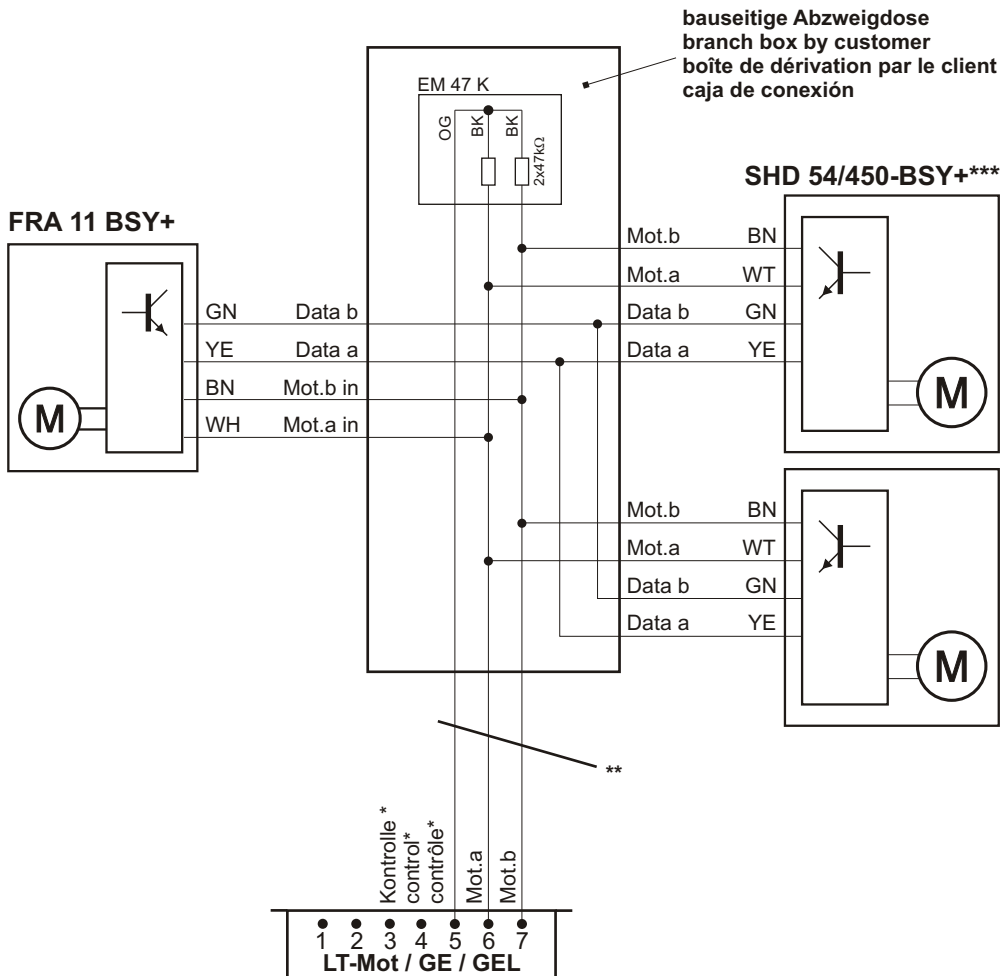 bauseitige Abzweigdose
branch box by customer
boîte de dérivation par le client
caja de conexión
EM 47 K
OG
BK
BK
2x47kΩ
SHD 54/450-BSY+***
FRA 11 BSY+
Mot.b BN
Mot.a WT
Data b GN
Data a YE
GN Data b
YE Data a
BN Mot.b in
WH Mot.a in
M
M
Mot.b BN
Mot.a WT
Data b GN
Data a YE
M
**
Kontrolle *
control*
contrôle*
Mot.a
Mot.b
1 2 3 4 5 6 7
LT-Mot / GE / GEL